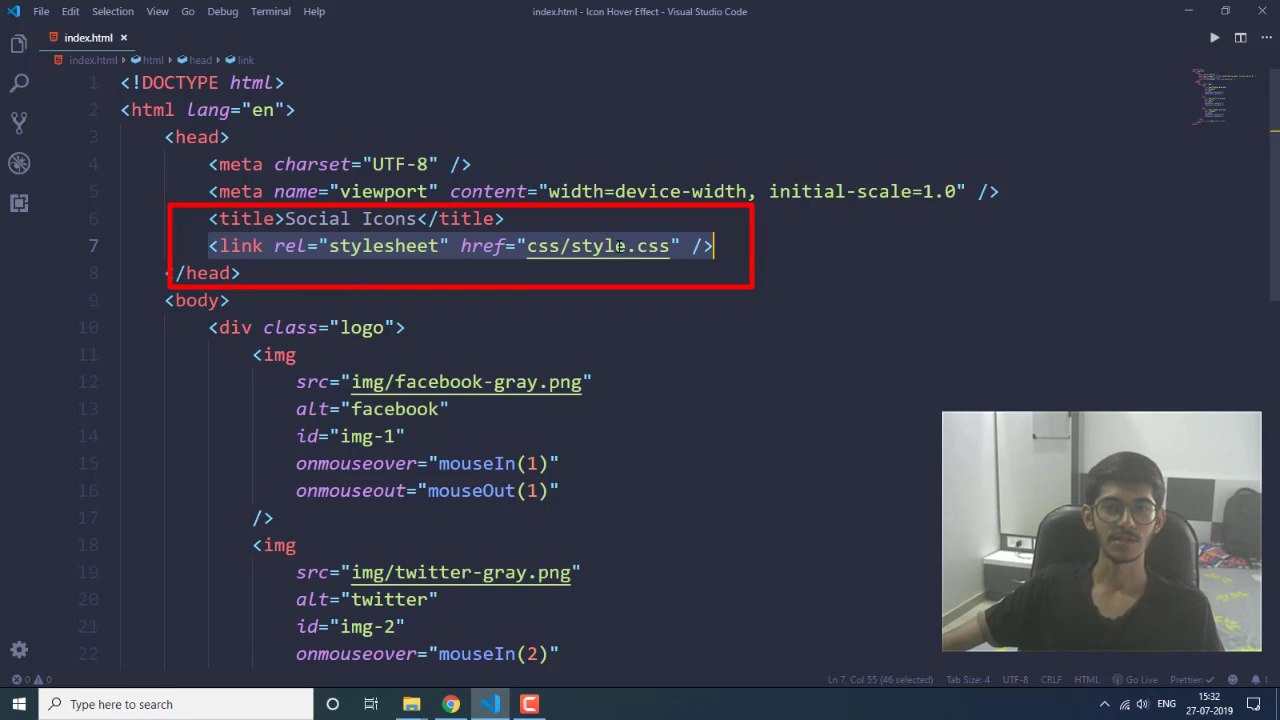 File Edit Selection View Go Debug Terminal Help
index.html - Icon Hover Effect - Visual Studio Code
index.html
index.html › html › head › link
1 <!DOCTYPE html>
2 <html lang="en">
3 <head>
4 <meta charset="UTF-8" />
5 <meta name="viewport" content="width=device-width, initial-scale=1.0" />
6 <title>Social Icons</title>
7 <link rel="stylesheet" href="css/style.css" />
8 </head>
9 <body>
10 <div class="logo">
11 <img
12 src="img/facebook-gray.png"
13 alt="facebook"
14 id="img-1"
15 onmouseover="mouseIn(1)"
16 onmouseout="mouseOut(1)"
17 />
18 <img
19 src="img/twitter-gray.png"
20 alt="twitter"
21 id="img-2"
22 onmouseover="mouseIn(2)"
0 0
Ln 7, Col 55 (46 selected) Tab Size: 4 UTF-8 CRLF HTML Go Live Prettier: ✓ 1
Type here to search
ENG
15:32
27-07-2019